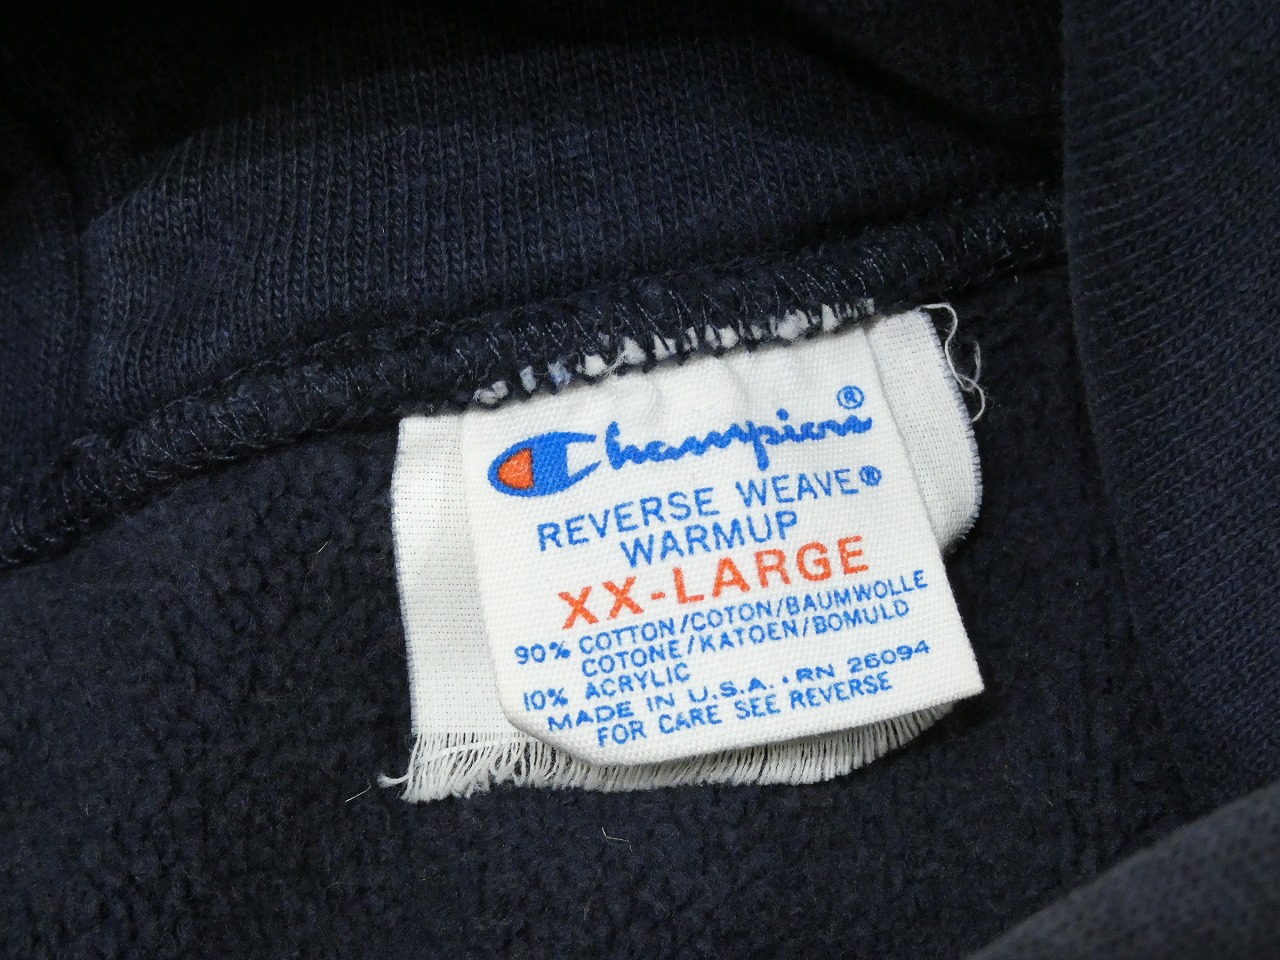 Champion®
REVERSE WEAVE®
WARMUP
XX-LARGE
90% COTTON/COTON/BAUMWOLLE
COTONE/KATOEN/BOMULD
10% ACRYLIC
MADE IN U.S.A. · RN 26094
FOR CARE SEE REVERSE